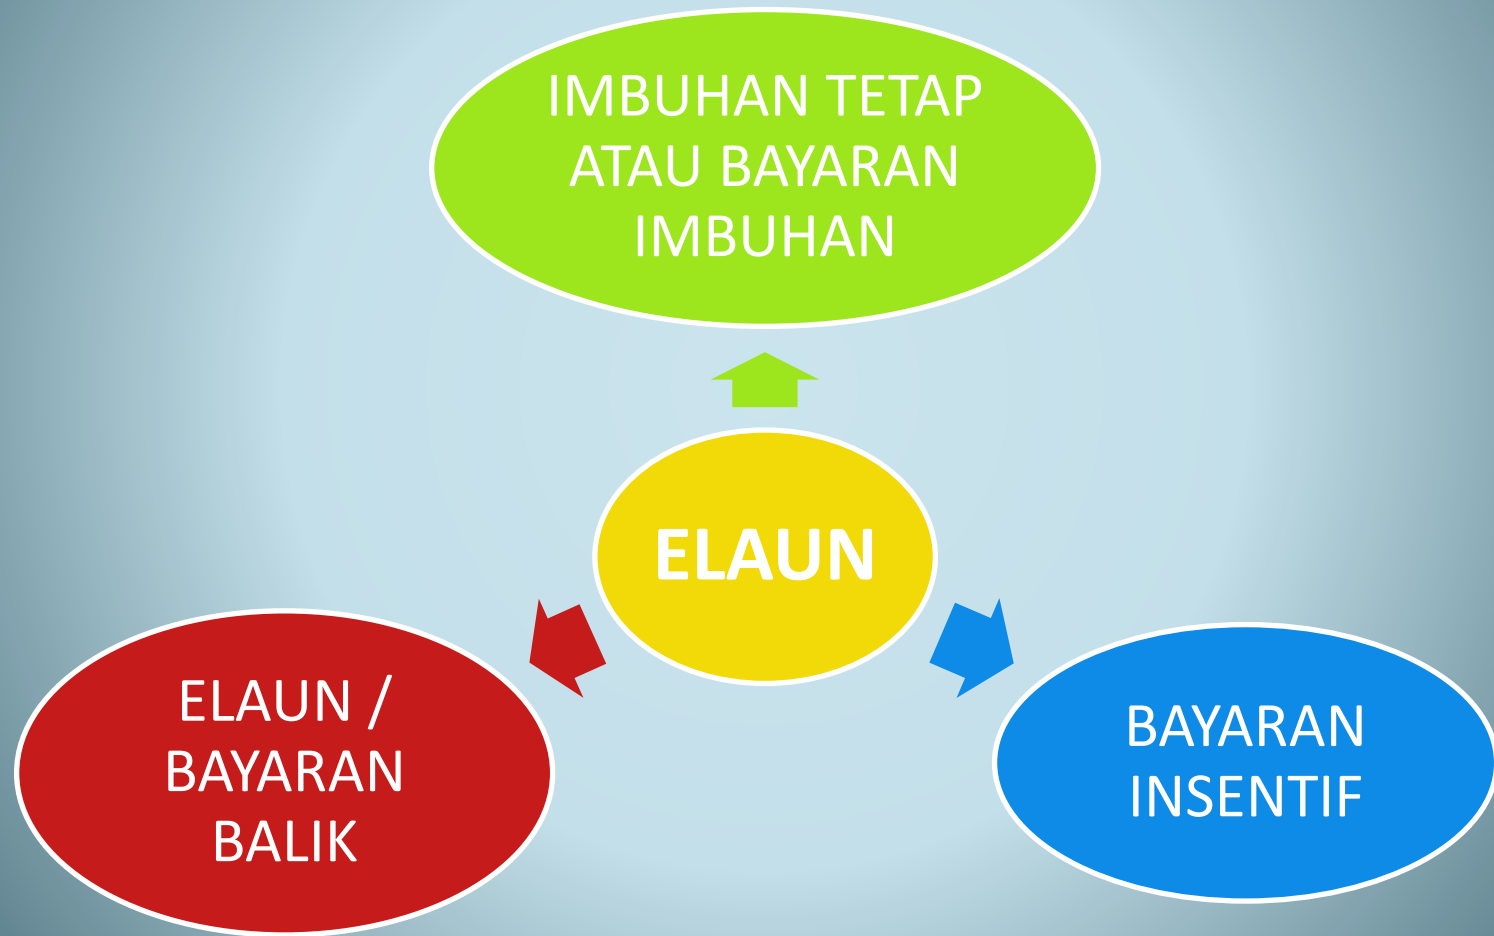 IMBUHAN TETAP
ATAU BAYARAN
IMBUHAN
ELAUN
ELAUN /
BAYARAN
BALIK
BAYARAN
INSENTIF